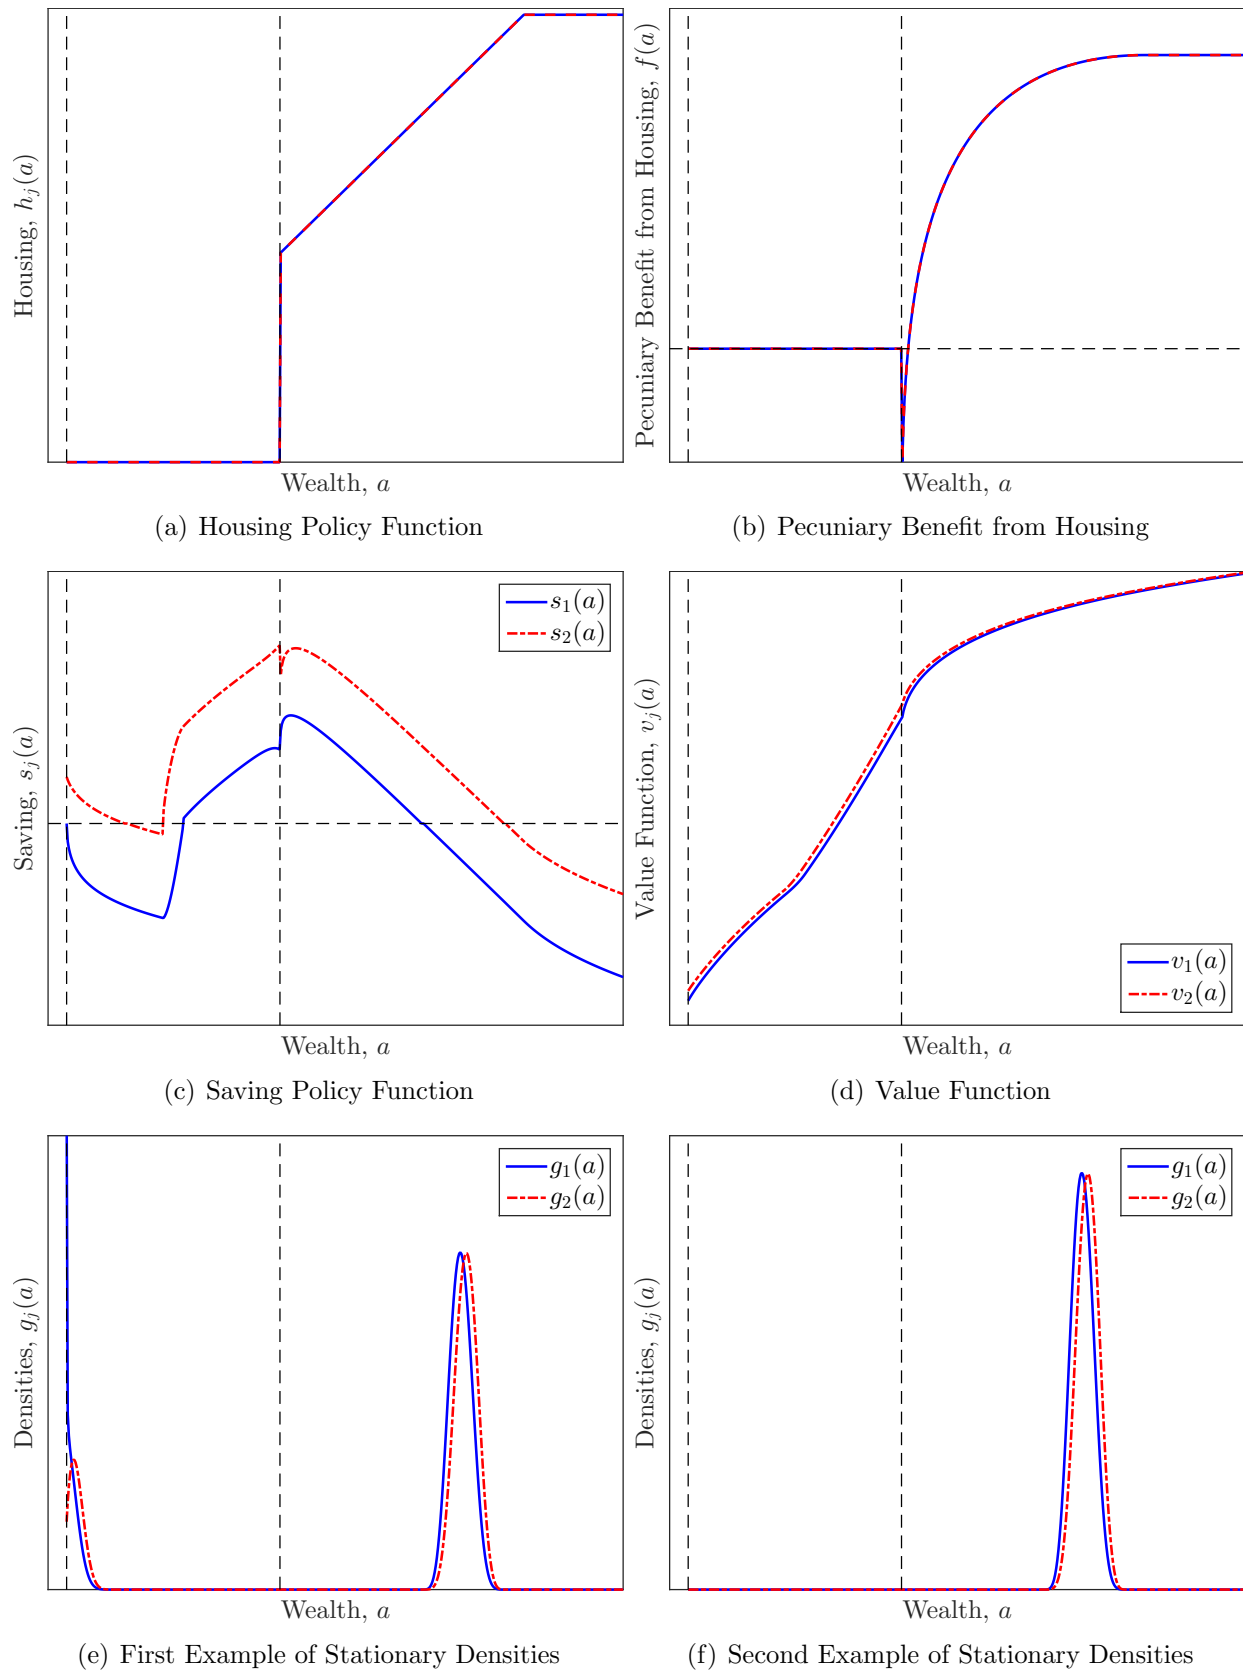 Housing, h_j(a)
Wealth, a
(a) Housing Policy Function
Pecuniary Benefit from Housing, f(a)
Wealth, a
(b) Pecuniary Benefit from Housing
Saving, s_j(a)
s_1(a)
s_2(a)
Wealth, a
(c) Saving Policy Function
Value Function, v_j(a)
v_1(a)
v_2(a)
Wealth, a
(d) Value Function
Densities, g_j(a)
g_1(a)
g_2(a)
Wealth, a
(e) First Example of Stationary Densities
Densities, g_j(a)
g_1(a)
g_2(a)
Wealth, a
(f) Second Example of Stationary Densities